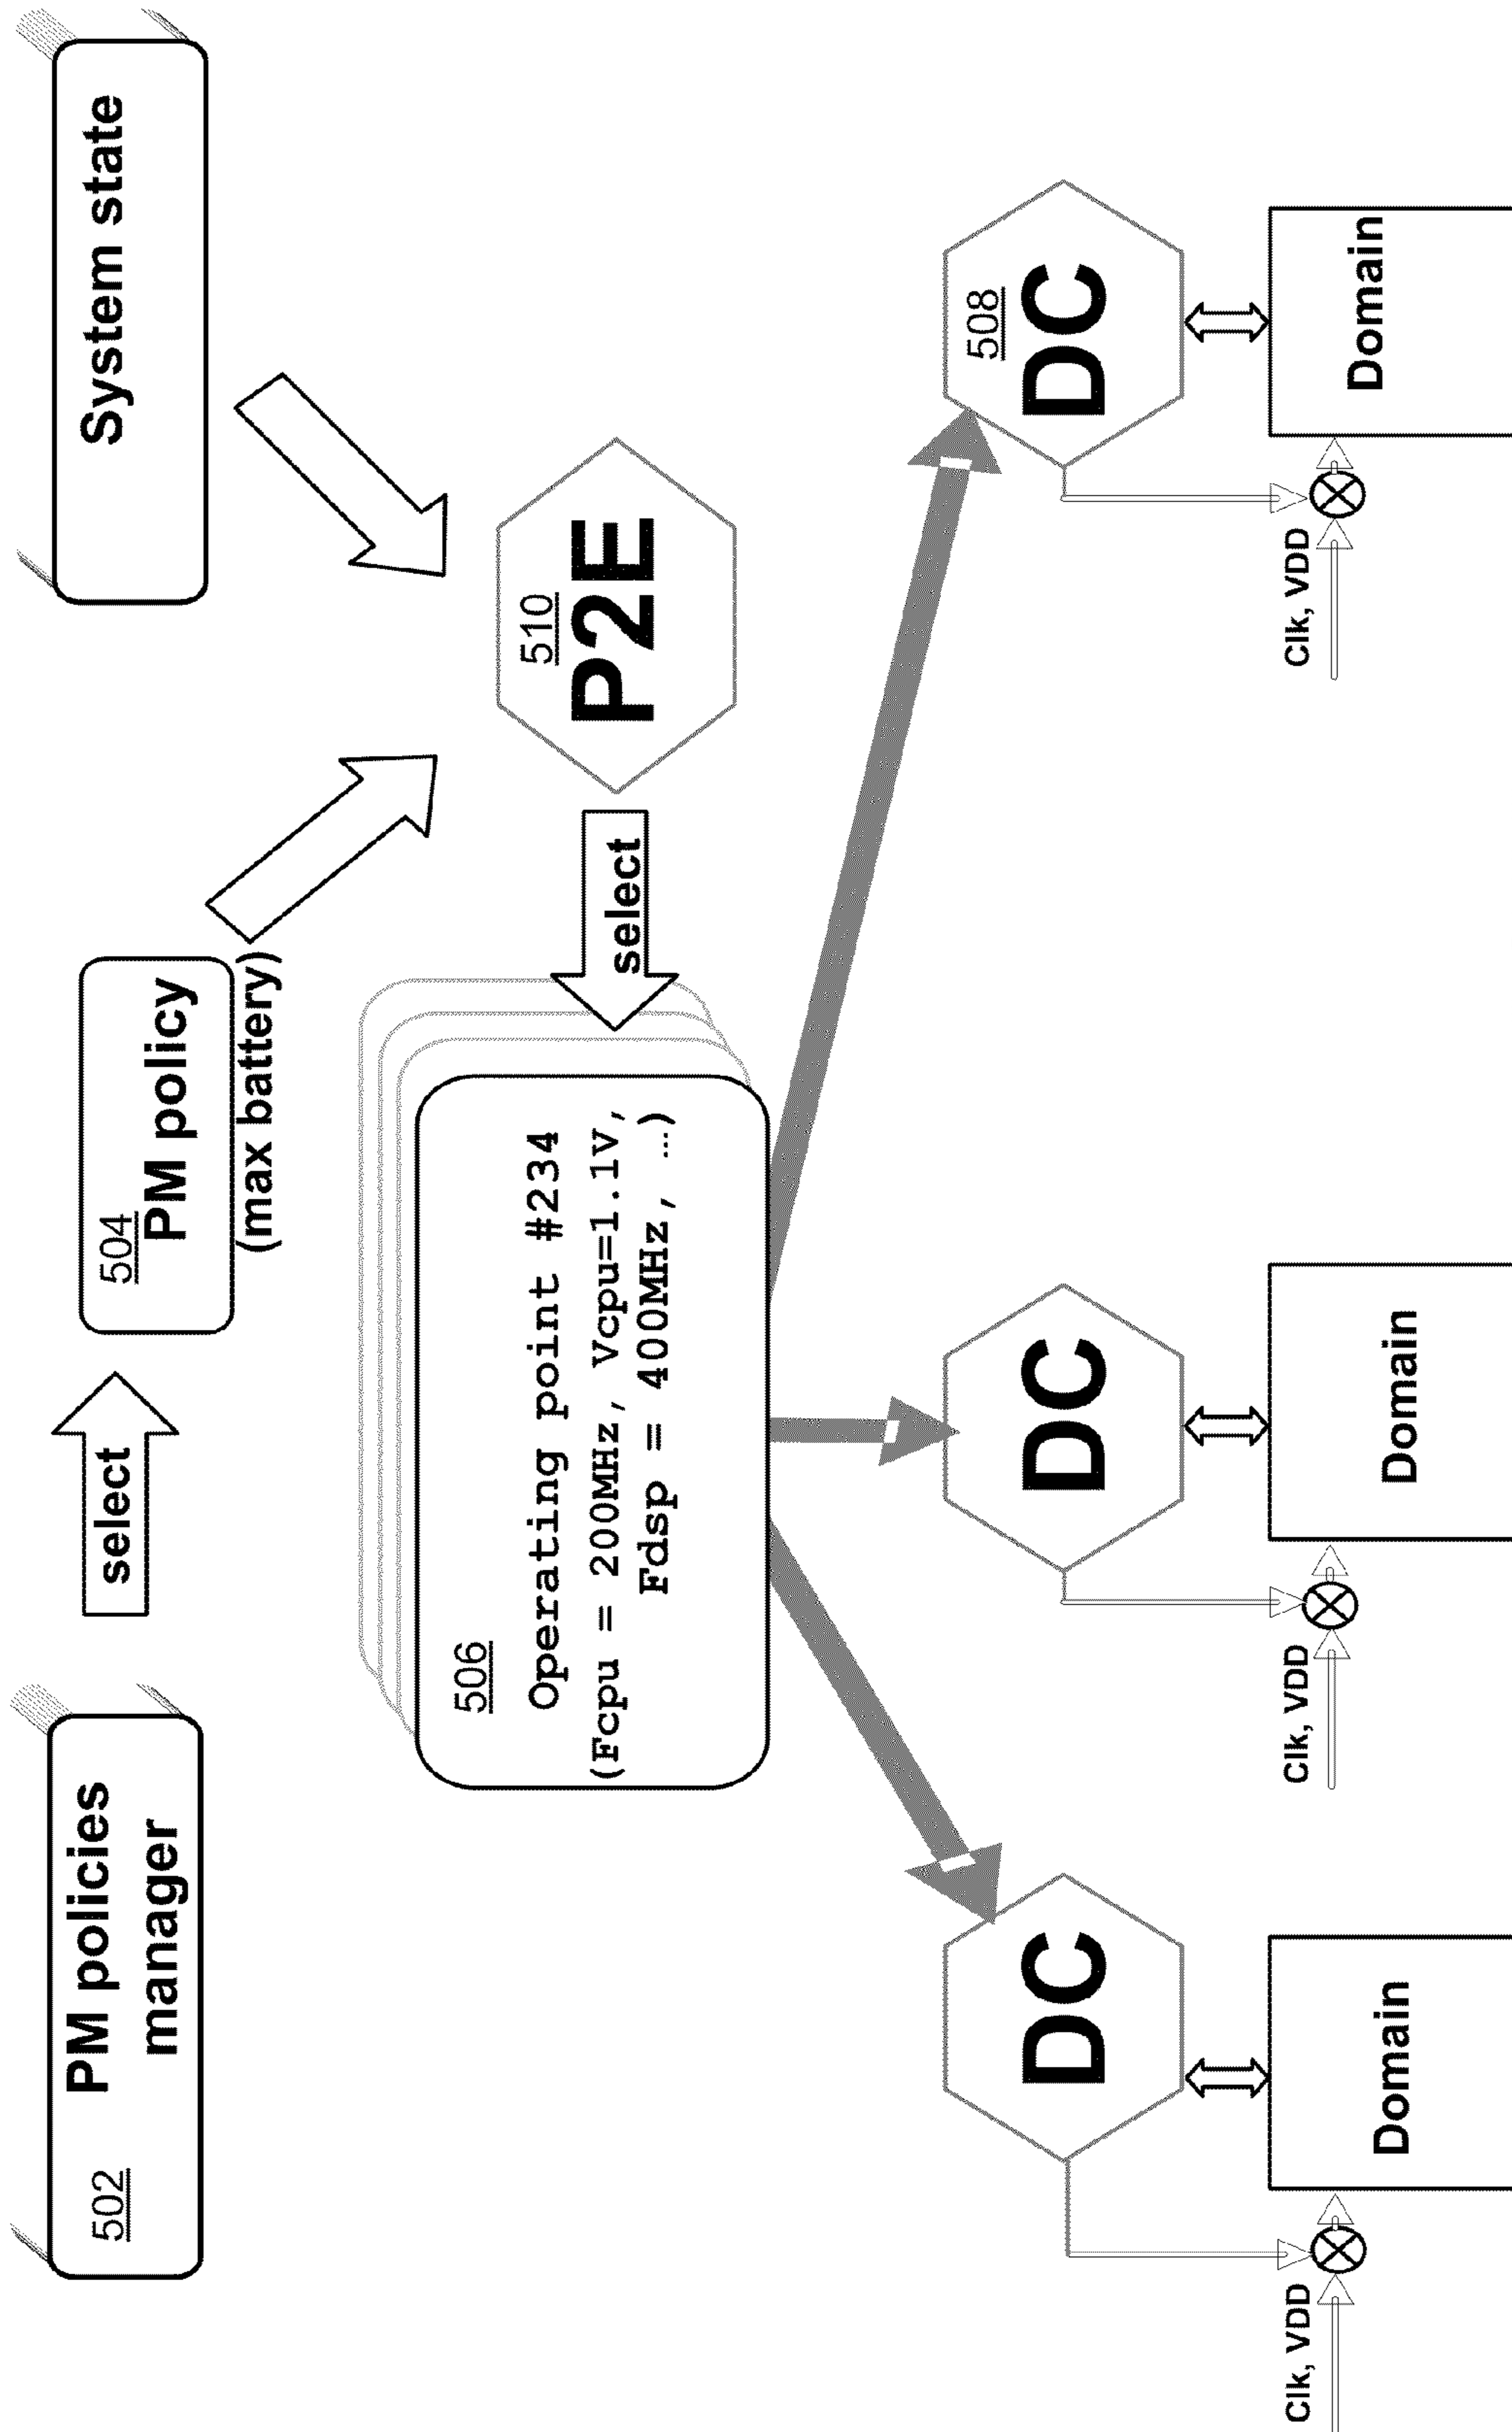 502
PM policies
manager
select
504
PM policy
(max battery)
System state
506
Operating point #234
(Fcpu = 200MHz, Vcpu=1.1V,
Fdsp = 400MHz, …)
select
510
P2E
DC
DC
508
DC
Clk, VDD
Domain
Clk, VDD
Domain
Clk, VDD
Domain